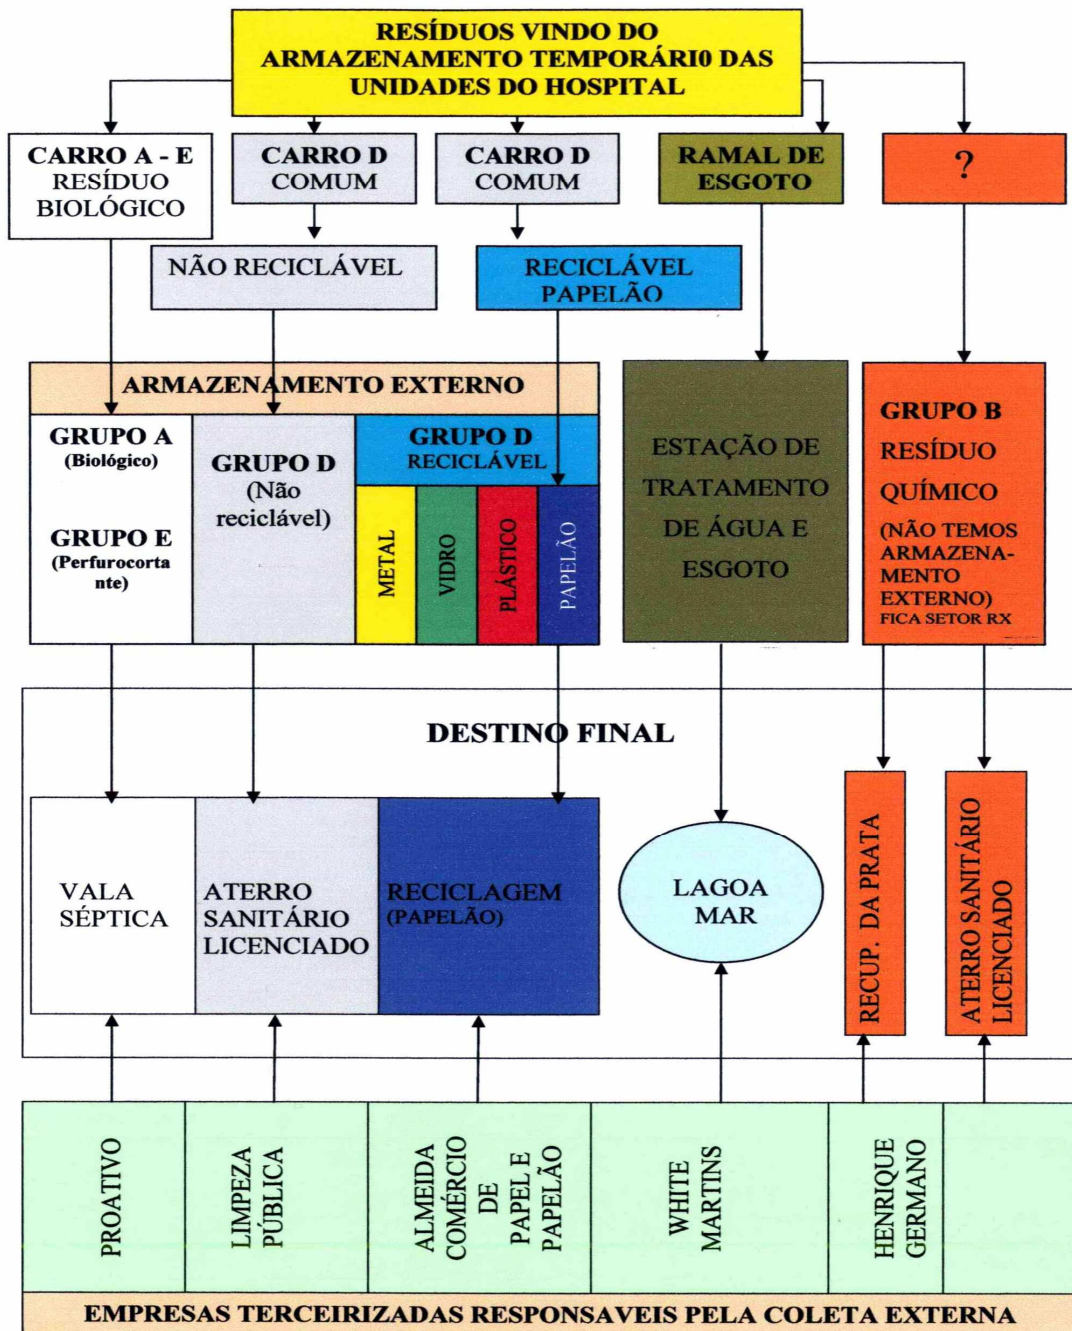 RESÍDUOS VINDO DO
ARMAZENAMENTO TEMPORÁRI0 DAS
UNIDADES DO HOSPITAL
CARRO A - E
RESÍDUO
BIOLÓGICO
CARRO D
COMUM
CARRO D
COMUM
RAMAL DE
ESGOTO
?
NÃO RECICLÁVEL
RECICLÁVEL
PAPELÃO
ARMAZENAMENTO EXTERNO
GRUPO A
(Biológico)
GRUPO E
(Perfurocorta
nte)
GRUPO D
(Não
reciclável)
GRUPO D
RECICLÁVEL
METAL
VIDRO
PLÁSTICO
PAPELÃO
ESTAÇÃO DE
TRATAMENTO
DE ÁGUA E
ESGOTO
GRUPO B
RESÍDUO
QUÍMICO
(NÃO TEMOS
ARMAZENA-
MENTO
EXTERNO)
FICA SETOR RX
DESTINO FINAL
VALA
SÉPTICA
ATERRO
SANITÁRIO
LICENCIADO
RECICLAGEM
(PAPELÃO)
LAGOA
MAR
RECUP. DA PRATA
ATERRO SANITÁRIO
LICENCIADO
PROATIVO
LIMPEZA
PÚBLICA
ALMEIDA
COMÉRCIO
DE
PAPEL E
PAPELÃO
WHITE
MARTINS
HENRIQUE
GERMANO
EMPRESAS TERCEIRIZADAS RESPONSAVEIS PELA COLETA EXTERNA